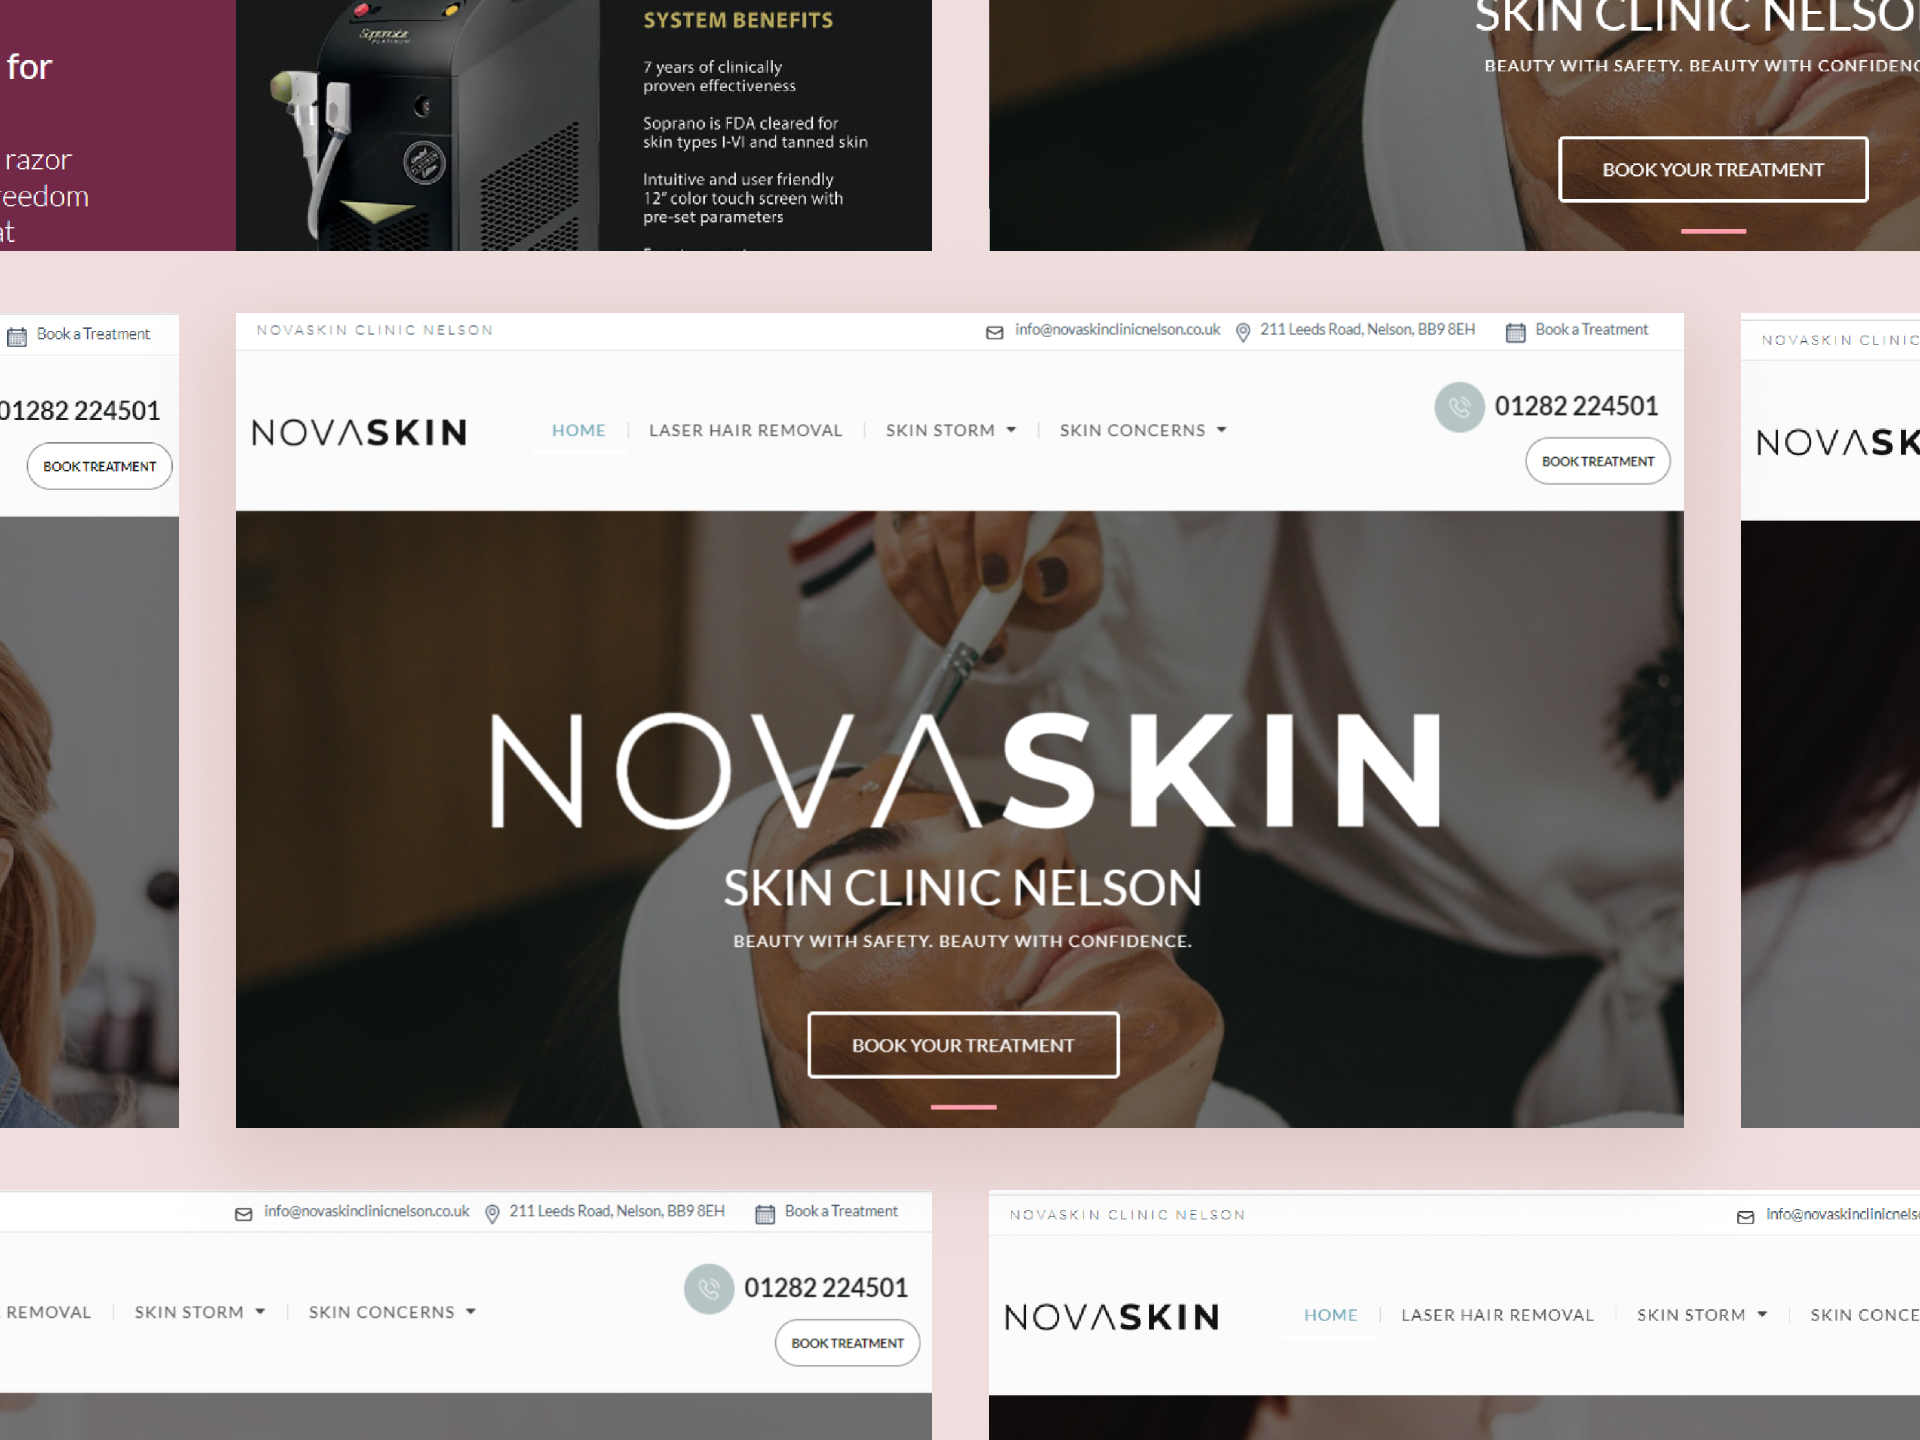 for
razor
at
Soprano
PLATINUM
SYSTEM BENEFITS
7 years of clinically
proven effectiveness
Soprano is FDA cleared for
skin types I-VI and tanned skin
Intuitive and user friendly
12" color touch screen with
pre-set parameters
SKIN CLINIC NELSO
BEAUTY WITH SAFETY. BEAUTY WITH CONFIDENC
BOOK YOUR TREATMENT
Book a Treatment
01282 224501
BOOK TREATMENT
NOVASKIN CLINIC NELSON
info@novaskinclinicnelson.co.uk
211 Leeds Road, Nelson, BB9 8EH
Book a Treatment
NOVASKIN
HOME
LASER HAIR REMOVAL
SKIN STORM
SKIN CONCERNS
01282 224501
BOOK TREATMENT
NOVASKIN
SKIN CLINIC NELSON
BEAUTY WITH SAFETY. BEAUTY WITH CONFIDENCE.
BOOK YOUR TREATMENT
NOVASKIN CLINIC
NOVASK
info@novaskinclinicnelson.co.uk
211 Leeds Road, Nelson, BB9 8EH
Book a Treatment
REMOVAL
SKIN STORM
SKIN CONCERNS
01282 224501
BOOK TREATMENT
NOVASKIN CLINIC NELSON
info@novaskinclinicnels
NOVASKIN
HOME
LASER HAIR REMOVAL
SKIN STORM
SKIN CONCE